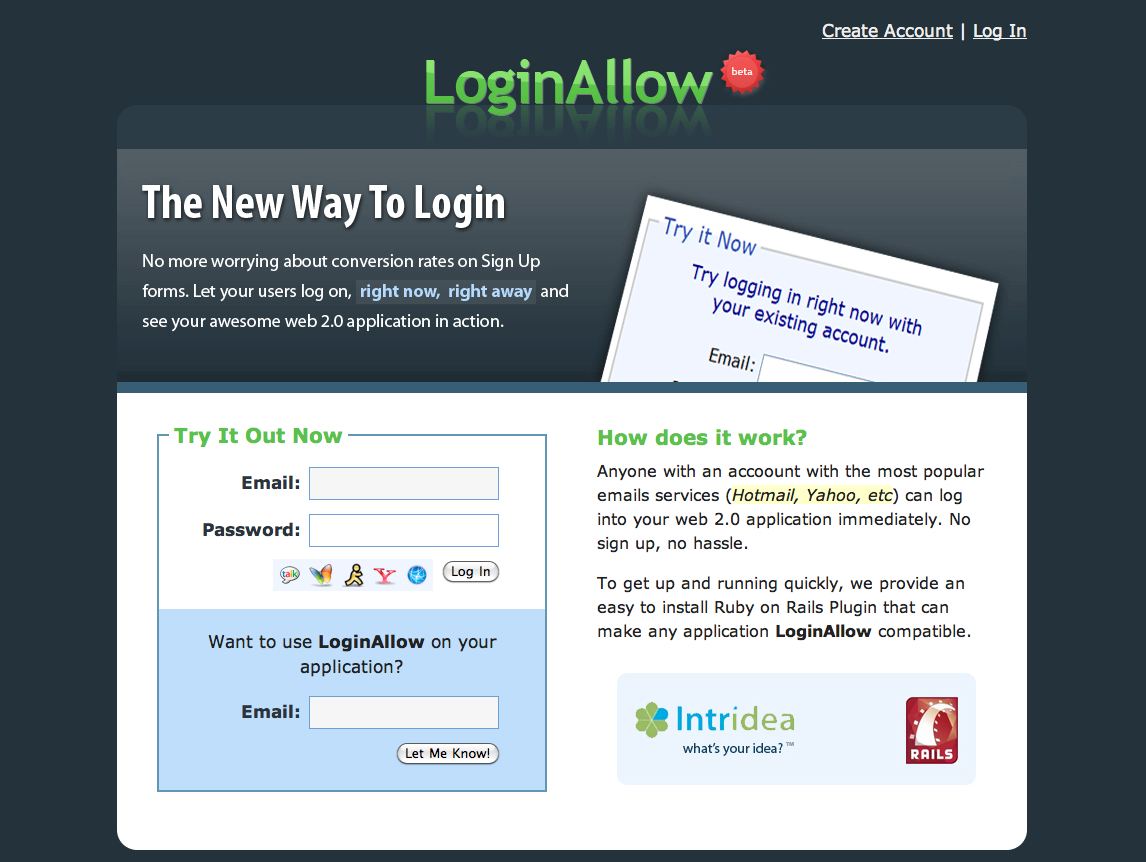 Create Account | Log In
LoginAllow
beta
The New Way To Login
No more worrying about conversion rates on Sign Up
forms. Let your users log on, right now, right away and
see your awesome web 2.0 application in action.
Try it Now
Try logging in right now with
your existing account.
Email:
Try It Out Now
Email:
Password:
talk
Log In
Want to use LoginAllow on your
application?
Email:
Let Me Know!
How does it work?
Anyone with an accoount with the most popular
emails services (Hotmail, Yahoo, etc) can log
into your web 2.0 application immediately. No
sign up, no hassle.
To get up and running quickly, we provide an
easy to install Ruby on Rails Plugin that can
make any application LoginAllow compatible.
Intridea
what's your idea? ™
RAILS